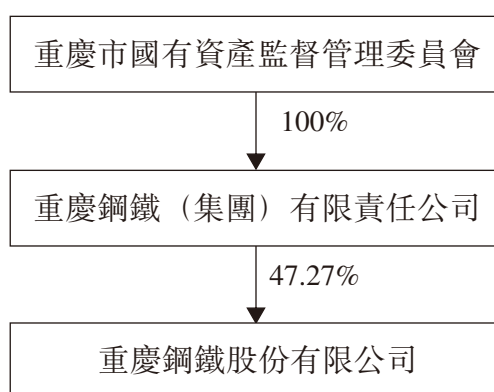 重慶市國有資產監督管理委員會
100%
重慶鋼鐵（集團）有限責任公司
47.27%
重慶鋼鐵股份有限公司